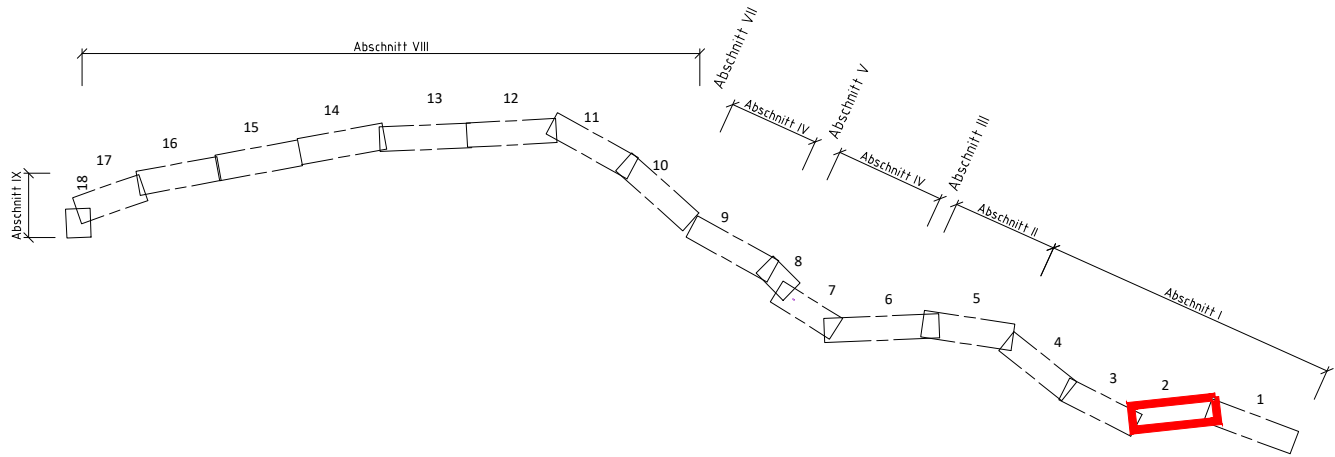 Abschnitt VIII
Abschnitt VII
Abschnitt IV
Abschnitt V
Abschnitt IV
Abschnitt III
Abschnitt II
Abschnitt I
Abschnitt IX
18
17
16
15
14
13
12
11
10
9
8
7
6
5
4
3
2
1